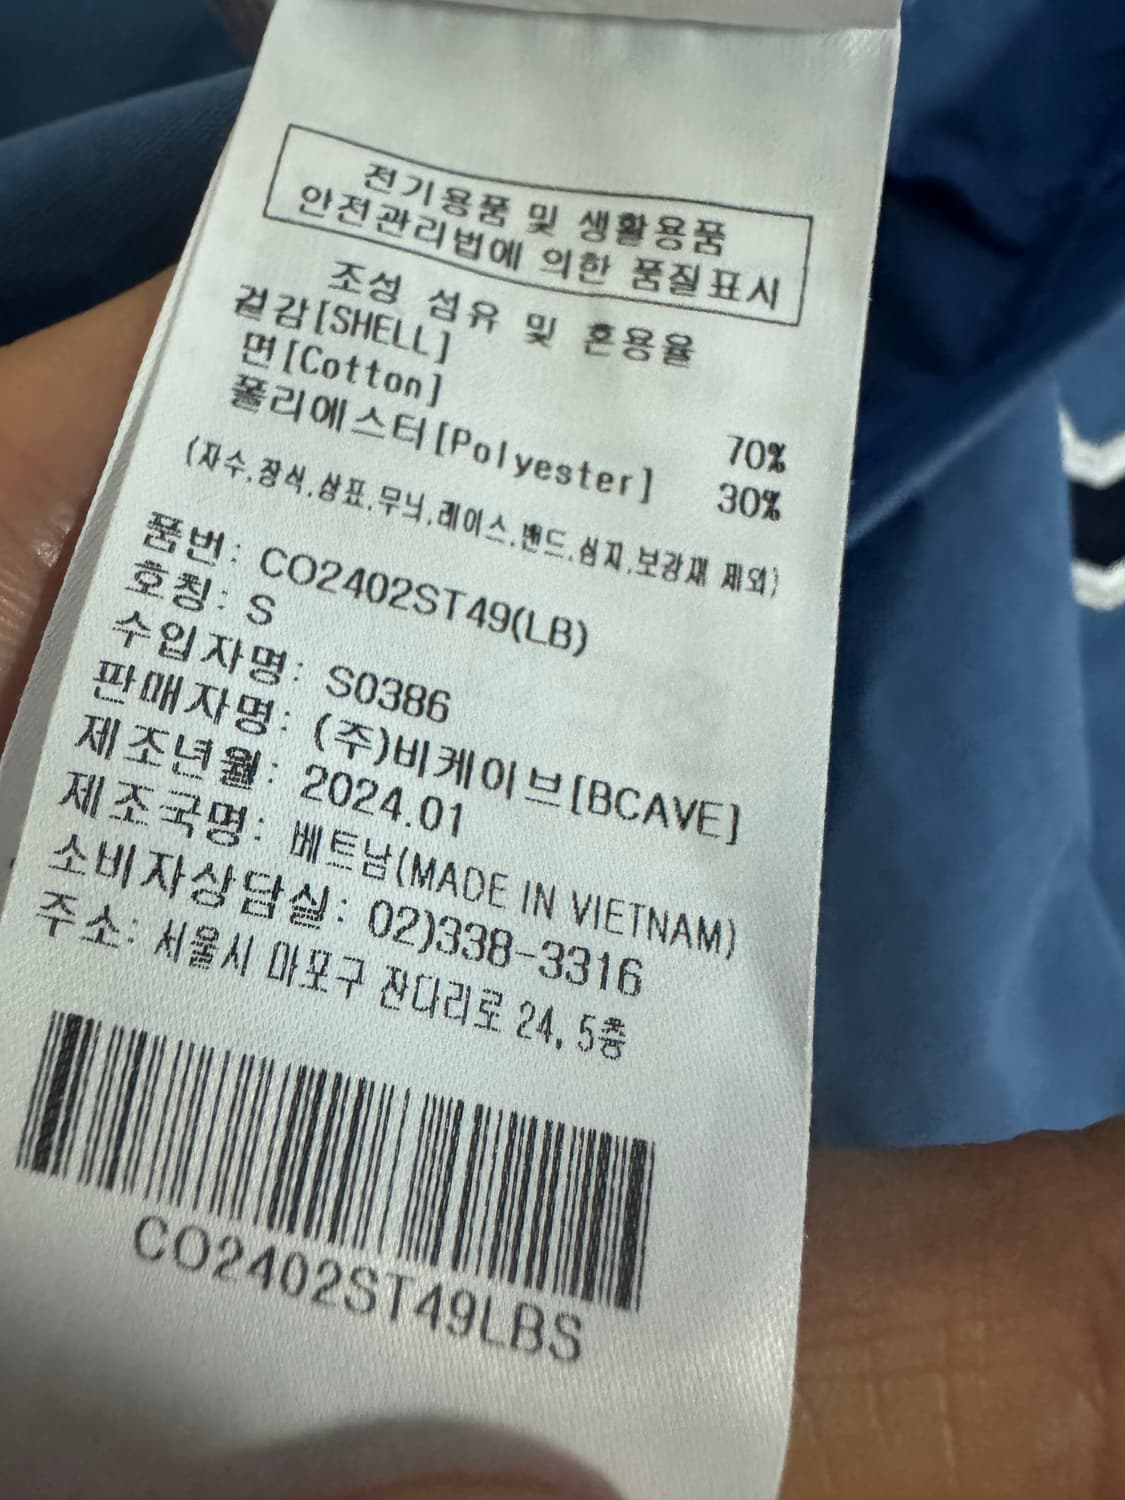 전기용품 및 생활용품
안전관리법에 의한 품질표시
조성 섬유 및 혼용율
겉감[SHELL]
면[Cotton] 70%
폴리에스터[Polyester] 30%
(자수,장식,상표,무늬,레이스,밴드,심지,보강재 제외)
품번: CO2402ST49(LB)
호칭: S
수입자명: S0386
판매자명: (주)비케이브[BCAVE]
제조년월: 2024.01
제조국명: 베트남(MADE IN VIETNAM)
소비자상담실: 02)338-3316
주소: 서울시 마포구 잔다리로 24, 5층
CO2402ST49LBS